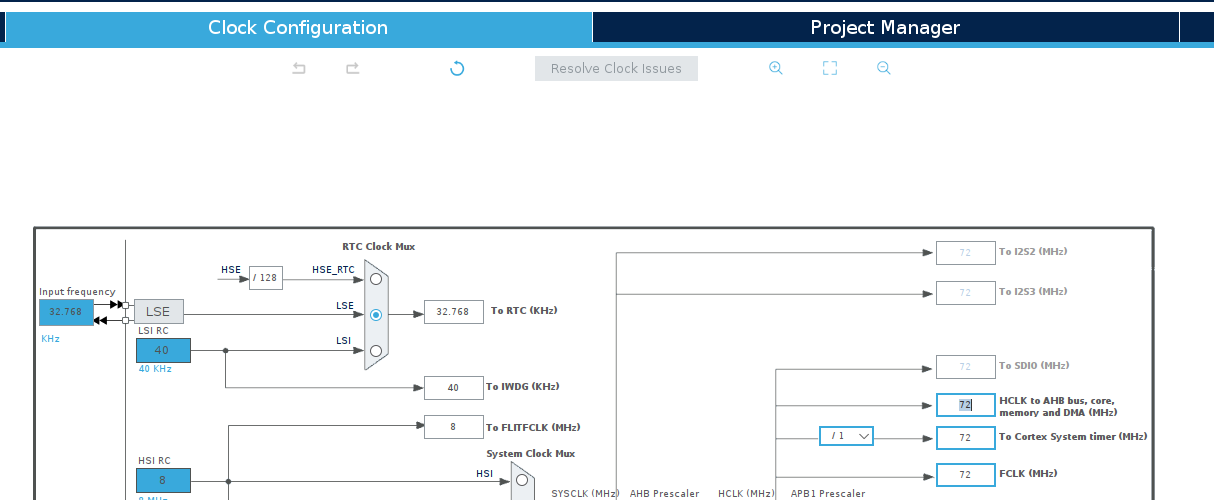 Clock Configuration
Project Manager
Resolve Clock Issues
RTC Clock Mux
72
To I2S2 (MHz)
HSE
/ 128
HSE_RTC
Input frequency
72
To I2S3 (MHz)
32.768
LSE
LSE
32.768
To RTC (KHz)
KHz
LSI RC
LSI
40
40 KHz
72
To SDIO (MHz)
40
To IWDG (KHz)
72
HCLK to AHB bus, core,
memory and DMA (MHz)
8
To FLITFCLK (MHz)
/ 1
72
To Cortex System timer (MHz)
System Clock Mux
HSI RC
HSI
8
72
FCLK (MHz)
SYSCLK (MHz)
AHB Prescaler
HCLK (MHz)
APB1 Prescaler
8 MHz